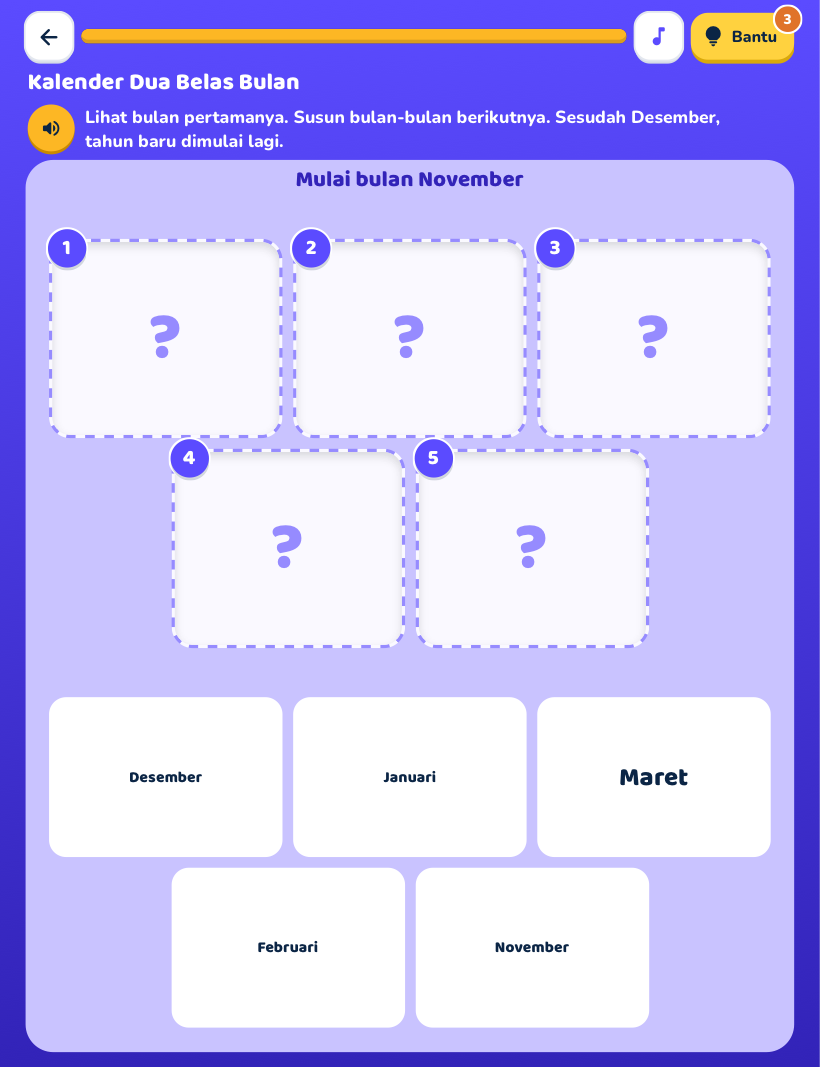 3
Bantu
Kalender Dua Belas Bulan
Lihat bulan pertamanya. Susun bulan-bulan berikutnya. Sesudah Desember,
tahun baru dimulai lagi.
Mulai bulan November
1
2
3
?
?
?
4
5
?
?
Desember
Januari
Maret
Februari
November